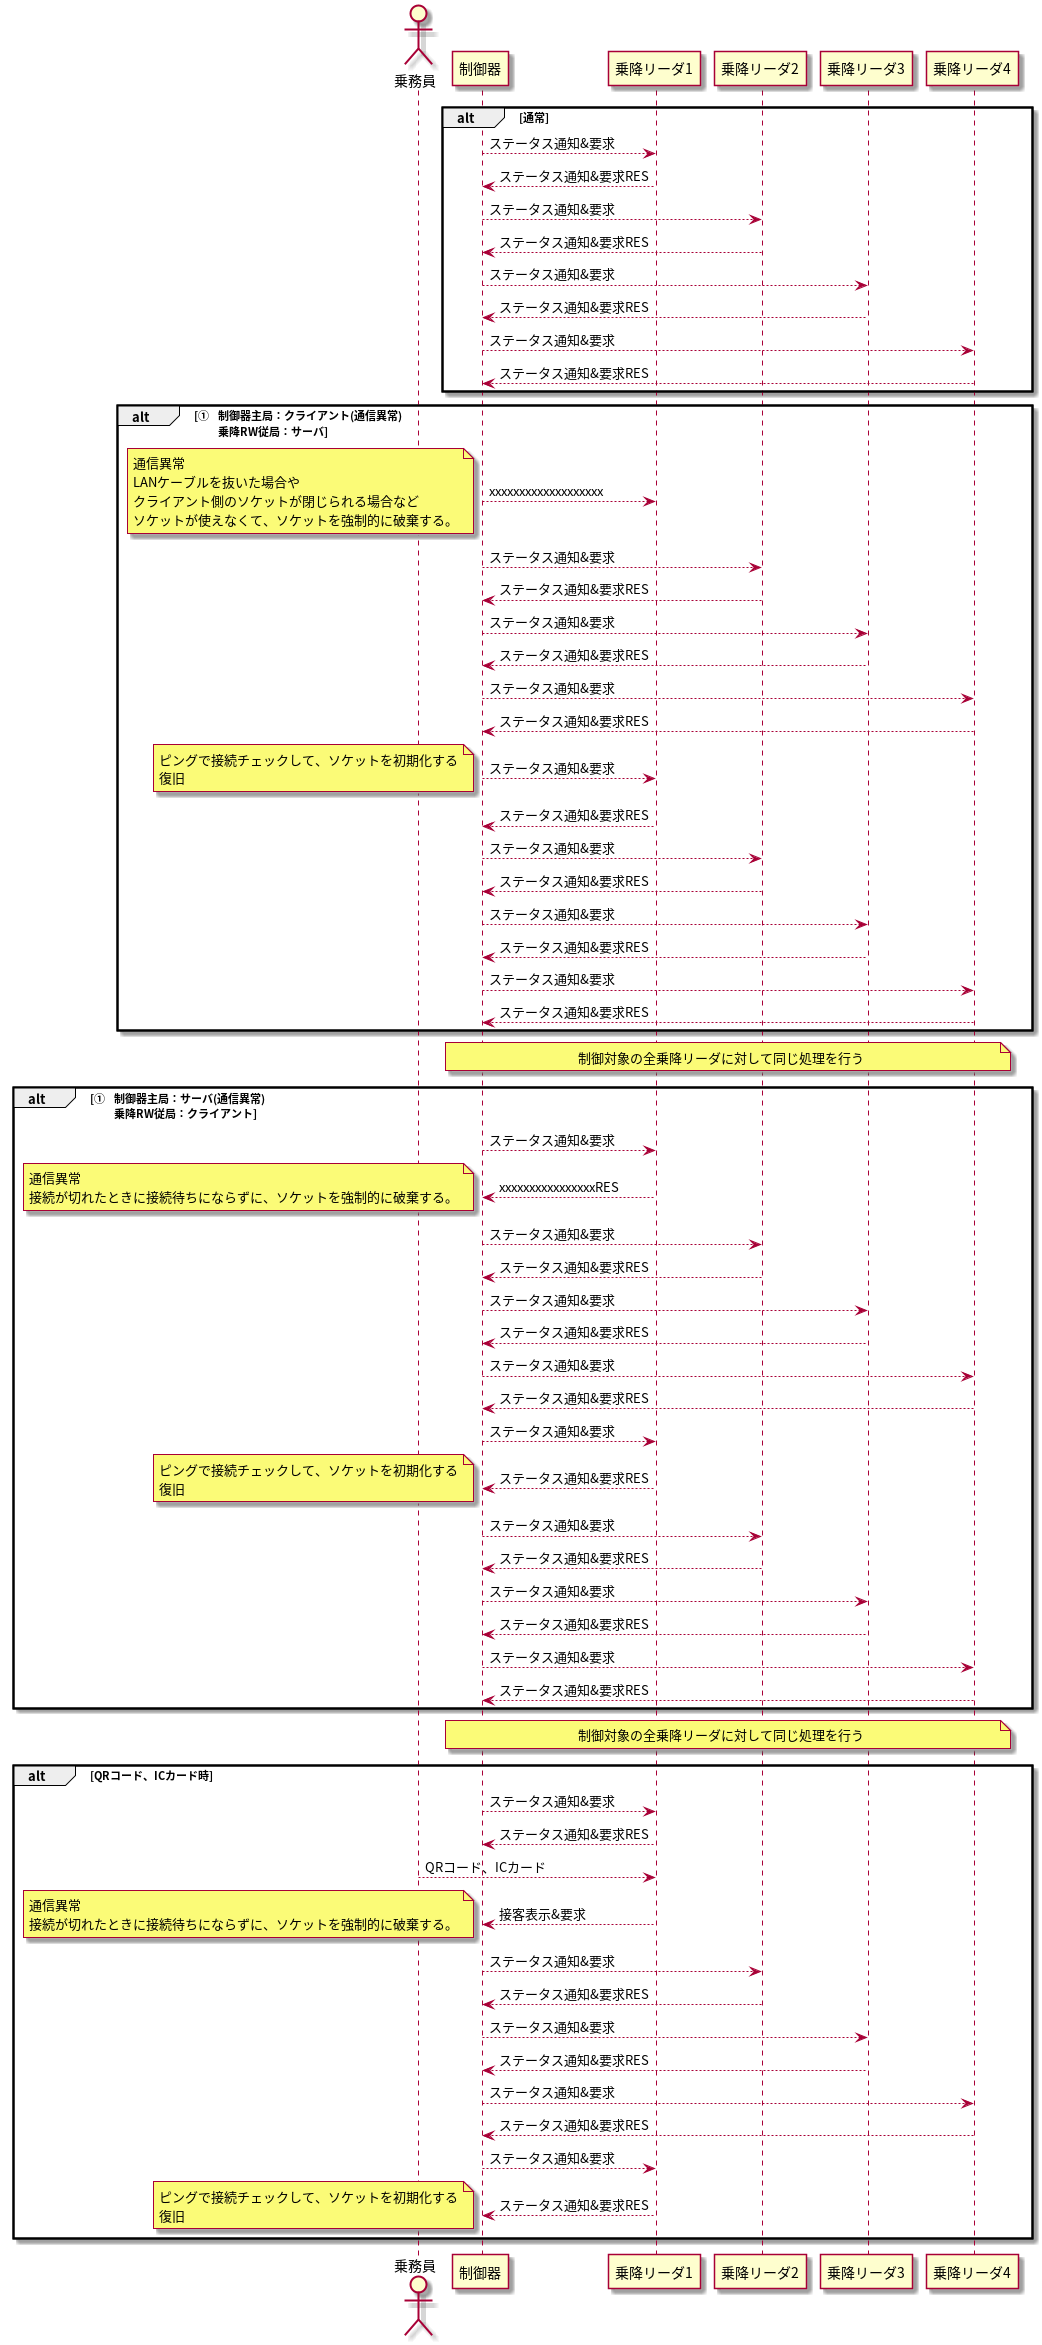 乗務員
制御器
乗降リーダ1
乗降リーダ2
乗降リーダ3
乗降リーダ4
alt [通常]
ステータス通知&要求
ステータス通知&要求RES
ステータス通知&要求
ステータス通知&要求RES
ステータス通知&要求
ステータス通知&要求RES
ステータス通知&要求
ステータス通知&要求RES
alt [① 制御器主局：クライアント(通信異常)
乗降RW従局：サーバ]
通信異常
LANケーブルを抜いた場合や
クライアント側のソケットが閉じられる場合など
ソケットが使えなくて、ソケットを強制的に破棄する。
xxxxxxxxxxxxxxxxxxx
ステータス通知&要求
ステータス通知&要求RES
ステータス通知&要求
ステータス通知&要求RES
ステータス通知&要求
ステータス通知&要求RES
ピングで接続チェックして、ソケットを初期化する
復旧
ステータス通知&要求
ステータス通知&要求RES
ステータス通知&要求
ステータス通知&要求RES
ステータス通知&要求
ステータス通知&要求RES
ステータス通知&要求
ステータス通知&要求RES
制御対象の全乗降リーダに対して同じ処理を行う
alt [① 制御器主局：サーバ(通信異常)
乗降RW従局：クライアント]
ステータス通知&要求
通信異常
接続が切れたときに接続待ちにならずに、ソケットを強制的に破棄する。
xxxxxxxxxxxxxxxxRES
ステータス通知&要求
ステータス通知&要求RES
ステータス通知&要求
ステータス通知&要求RES
ステータス通知&要求
ステータス通知&要求RES
ステータス通知&要求
ピングで接続チェックして、ソケットを初期化する
復旧
ステータス通知&要求RES
ステータス通知&要求
ステータス通知&要求RES
ステータス通知&要求
ステータス通知&要求RES
ステータス通知&要求
ステータス通知&要求RES
制御対象の全乗降リーダに対して同じ処理を行う
alt [QRコード、ICカード時]
ステータス通知&要求
ステータス通知&要求RES
QRコード、ICカード
通信異常
接続が切れたときに接続待ちにならずに、ソケットを強制的に破棄する。
接客表示&要求
ステータス通知&要求
ステータス通知&要求RES
ステータス通知&要求
ステータス通知&要求RES
ステータス通知&要求
ステータス通知&要求RES
ステータス通知&要求
ピングで接続チェックして、ソケットを初期化する
復旧
ステータス通知&要求RES
乗務員
制御器
乗降リーダ1
乗降リーダ2
乗降リーダ3
乗降リーダ4